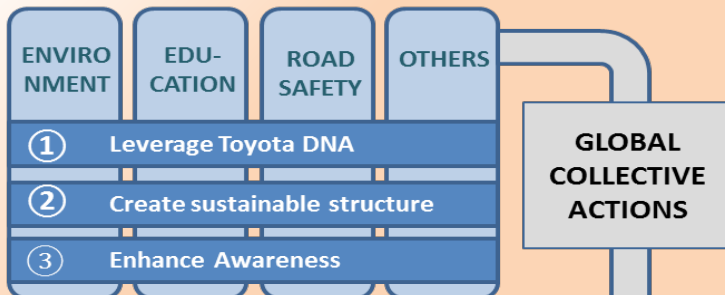 ENVIRO
NMENT
EDU-
CATION
ROAD
SAFETY
OTHERS
① Leverage Toyota DNA
② Create sustainable structure
③ Enhance Awareness
GLOBAL
COLLECTIVE
ACTIONS